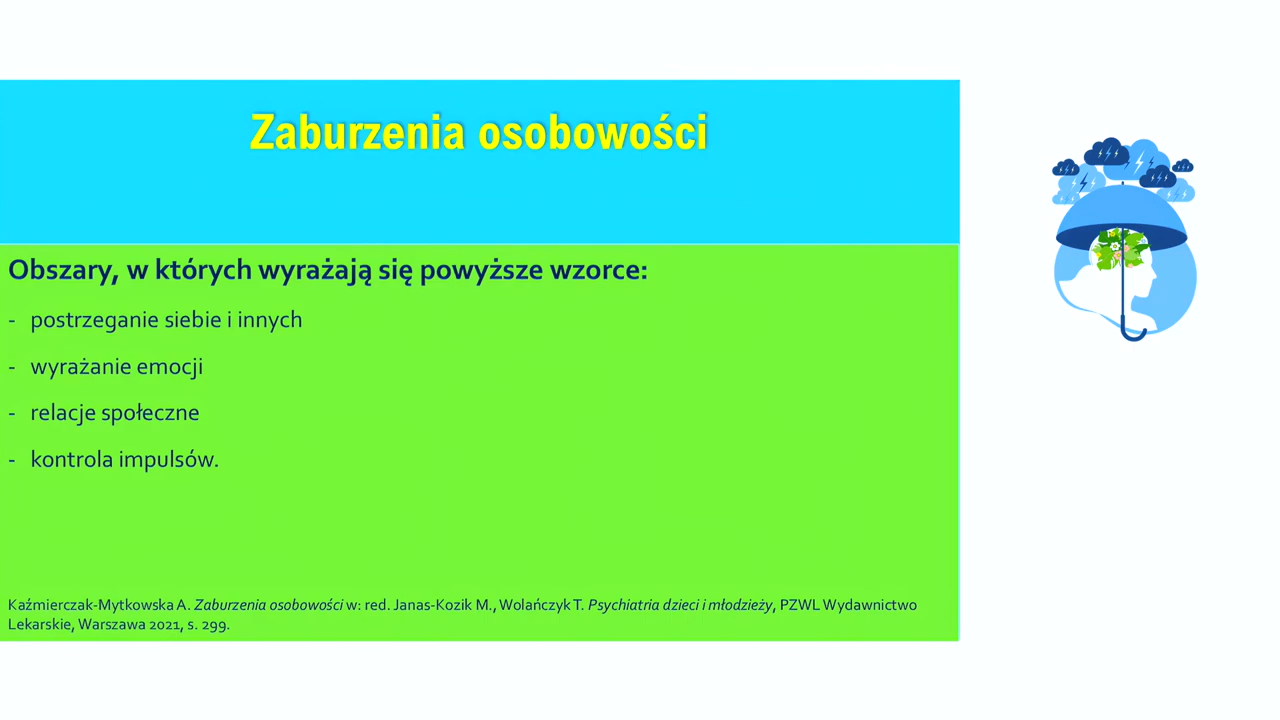 Zaburzenia osobowości
Obszary, w których wyrażają się powyższe wzorce:
- postrzeganie siebie i innych
- wyrażanie emocji
- relacje społeczne
- kontrola impulsów.
Kaźmierczak-Mytkowska A. Zaburzenia osobowości w: red. Janas-Kozik M., Wolańczyk T. Psychiatria dzieci i młodzieży, PZWL Wydawnictwo
Lekarskie, Warszawa 2021, s. 299.